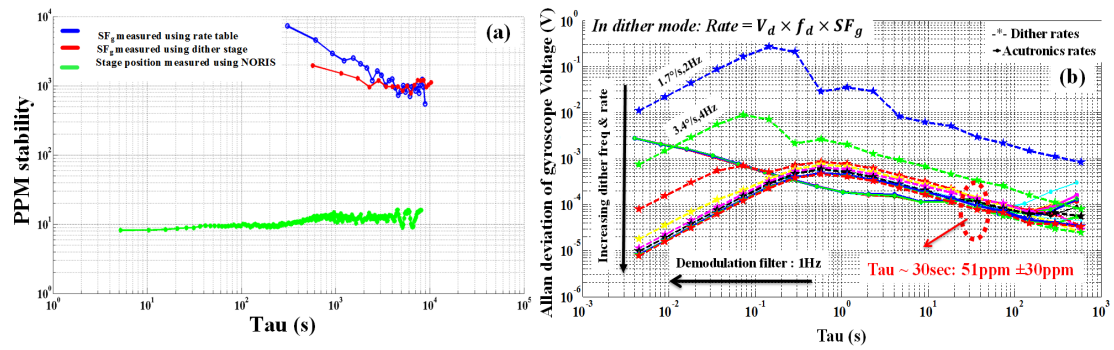 (a)
SFg measured using rate table
SFg measured using dither stage
Stage position measured using NORIS
PPM stability
10^4
10^3
10^2
10^1
10^0
10^0
10^1
10^2
10^3
10^4
10^5
Tau (s)
In dither mode: Rate = Vd × fd × SFg
-*- Dither rates
Acutronics rates
(b)
1.7°/s,2Hz
3.4°/s,4Hz
Allan deviation of gyroscope Voltage (V)
Increasing dither freq & rate
Demodulation filter : 1Hz
Tau ~ 30sec: 51ppm ±30ppm
10^0
10^-1
10^-2
10^-3
10^-4
10^-5
10^-6
10^-3
10^-2
10^-1
10^0
10^1
10^2
10^3
Tau (s)